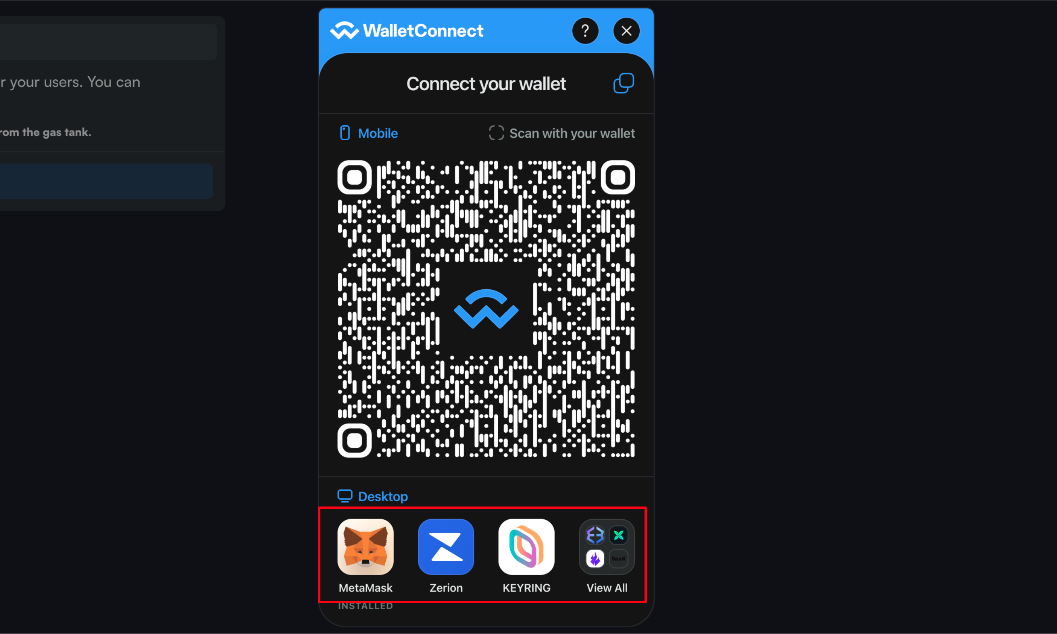 WalletConnect
?
Connect your wallet
r your users. You can
rom the gas tank.
Mobile
Scan with your wallet
Desktop
MetaMask
Zerion
KEYRING
View All
INSTALLED